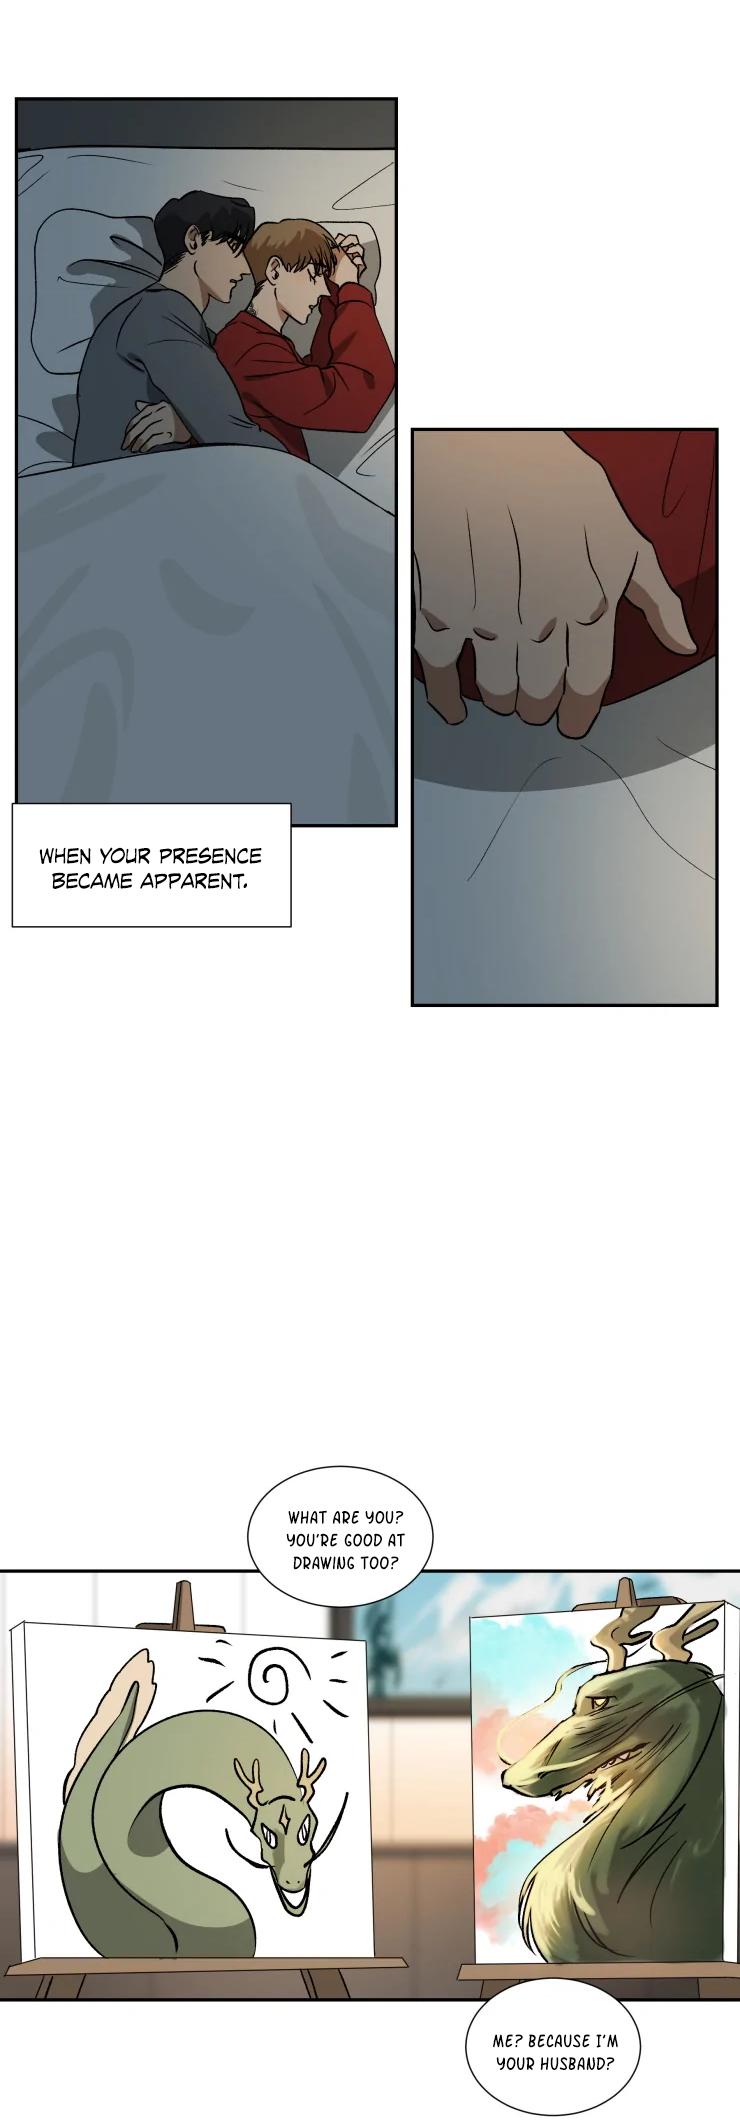 WHEN YOUR PRESENCE
BECAME APPARENT.
WHAT ARE YOU?
YOU'RE GOOD AT
DRAWING TOO?
ME? BECAUSE I'M
YOUR HUSBAND?